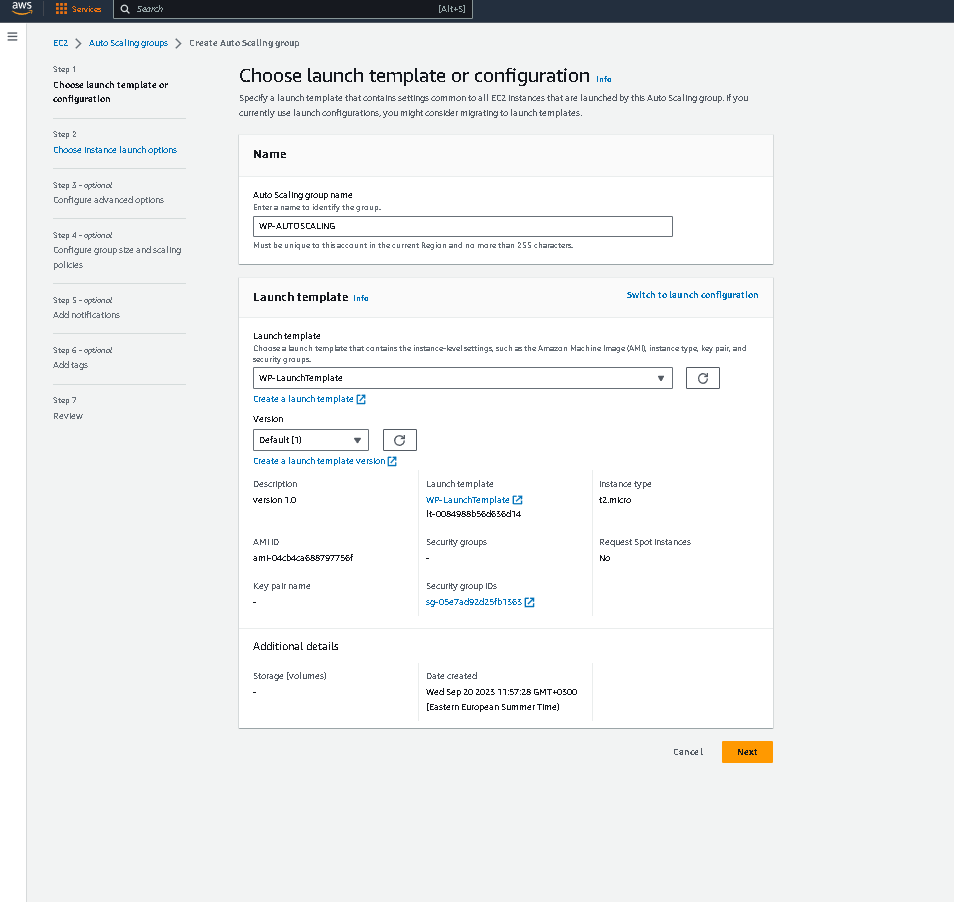 aws
Services
Search
[Alt+S]
EC2
Auto Scaling groups
Create Auto Scaling group
Step 1
Choose launch template or
configuration
Step 2
Choose instance launch options
Step 3 - optional
Configure advanced options
Step 4 - optional
Configure group size and scaling
policies
Step 5 - optional
Add notifications
Step 6 - optional
Add tags
Step 7
Review
Choose launch template or configuration Info
Specify a launch template that contains settings common to all EC2 instances that are launched by this Auto Scaling group. If you
currently use launch configurations, you might consider migrating to launch templates.
Name
Auto Scaling group name
Enter a name to identify the group.
WP-AUTOSCALING
Must be unique to this account in the current Region and no more than 255 characters.
Launch template Info
Switch to launch configuration
Launch template
Choose a launch template that contains the instance-level settings, such as the Amazon Machine Image (AMI), instance type, key pair, and
security groups.
WP-LaunchTemplate
Create a launch template
Version
Default (1)
Create a launch template version
Description
version 1.0
Launch template
WP-LaunchTemplate
lt-0084988b56d636d14
Instance type
t2.micro
AMI ID
ami-04cb4ca688797756f
Security groups
-
Request Spot Instances
No
Key pair name
-
Security group IDs
sg-05e7ad92d25fb1363
Additional details
Storage (volumes)
-
Date created
Wed Sep 20 2023 11:57:28 GMT+0300
(Eastern European Summer Time)
Cancel
Next